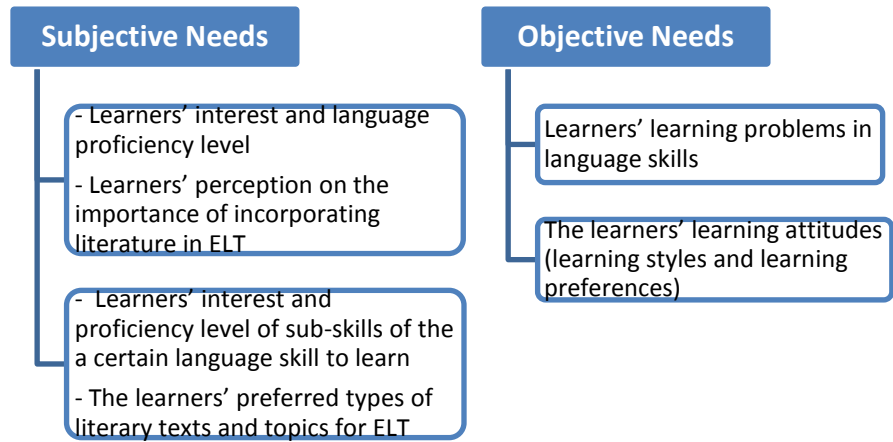 Subjective Needs
- Learners’ interest and language
proficiency level
- Learners’ perception on the
importance of incorporating
literature in ELT
- Learners’ interest and
proficiency level of sub-skills of the
a certain language skill to learn
- The learners’ preferred types of
literary texts and topics for ELT
Objective Needs
Learners’ learning problems in
language skills
The learners’ learning attitudes
(learning styles and learning
preferences)